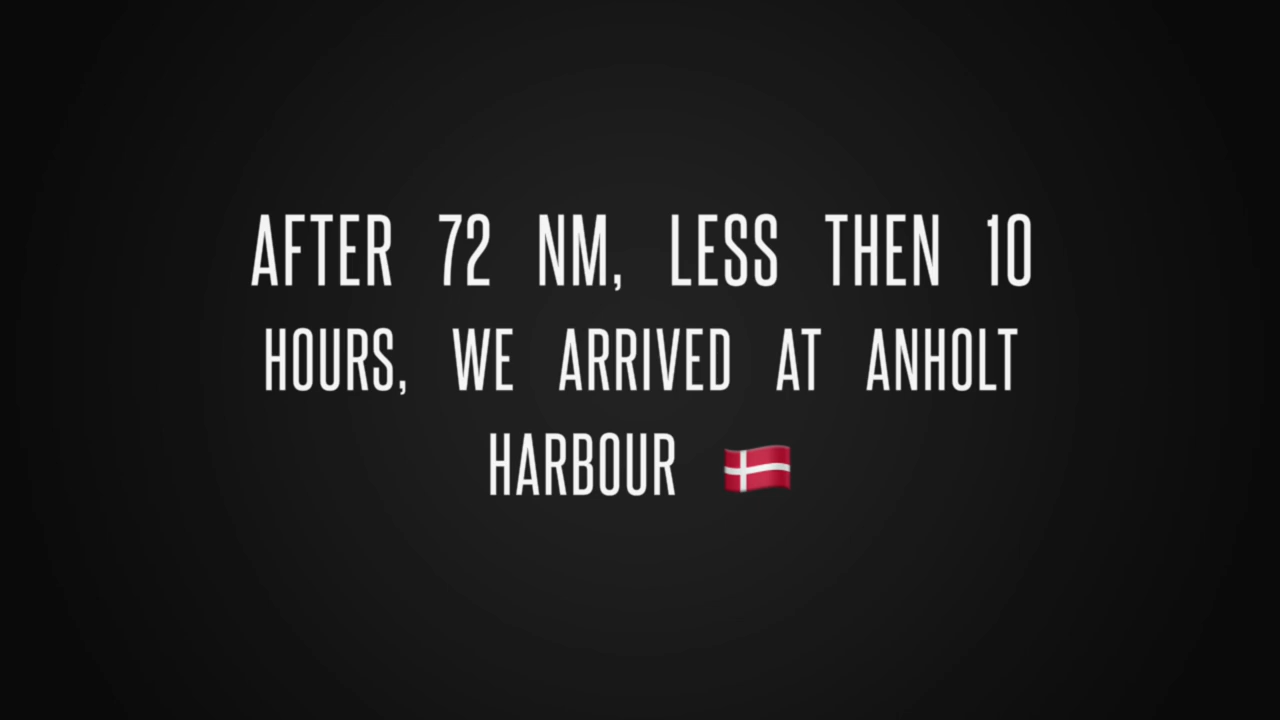 AFTER 72 NM, LESS THEN 10
HOURS, WE ARRIVED AT ANHOLT
HARBOUR 🇩🇰